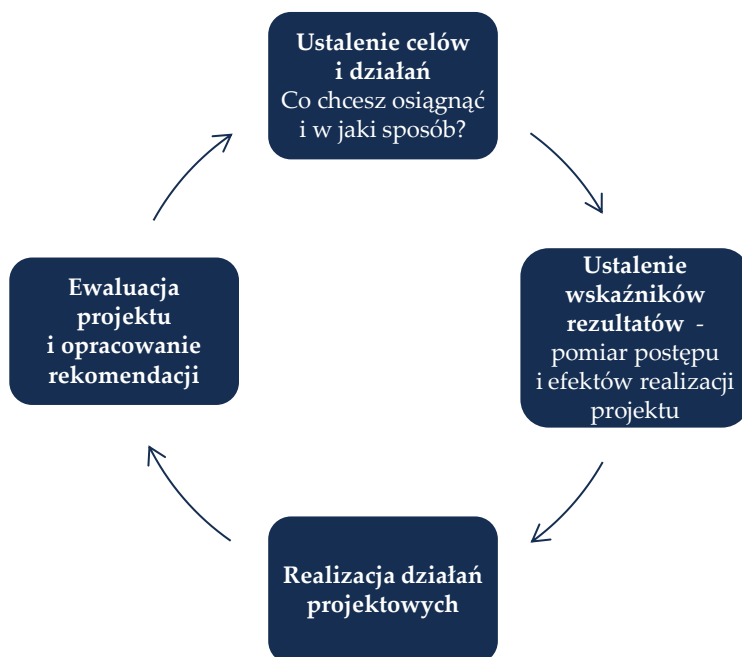 Ustalenie celów
i działań
Co chcesz osiągnąć
i w jaki sposób?
Ustalenie
wskaźników
rezultatów -
pomiar postępu
i efektów realizacji
projektu
Realizacja działań
projektowych
Ewaluacja
projektu
i opracowanie
rekomendacji